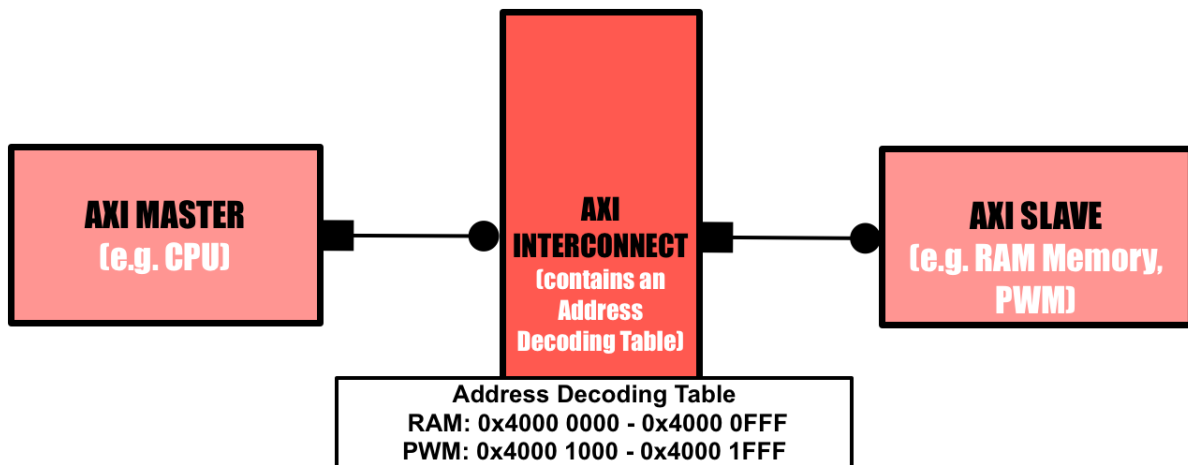 AXI MASTER
(e.g. CPU)
AXI
INTERCONNECT
(contains an
Address
Decoding Table)
AXI SLAVE
(e.g. RAM Memory,
PWM)
Address Decoding Table
RAM: 0x4000 0000 - 0x4000 0FFF
PWM: 0x4000 1000 - 0x4000 1FFF